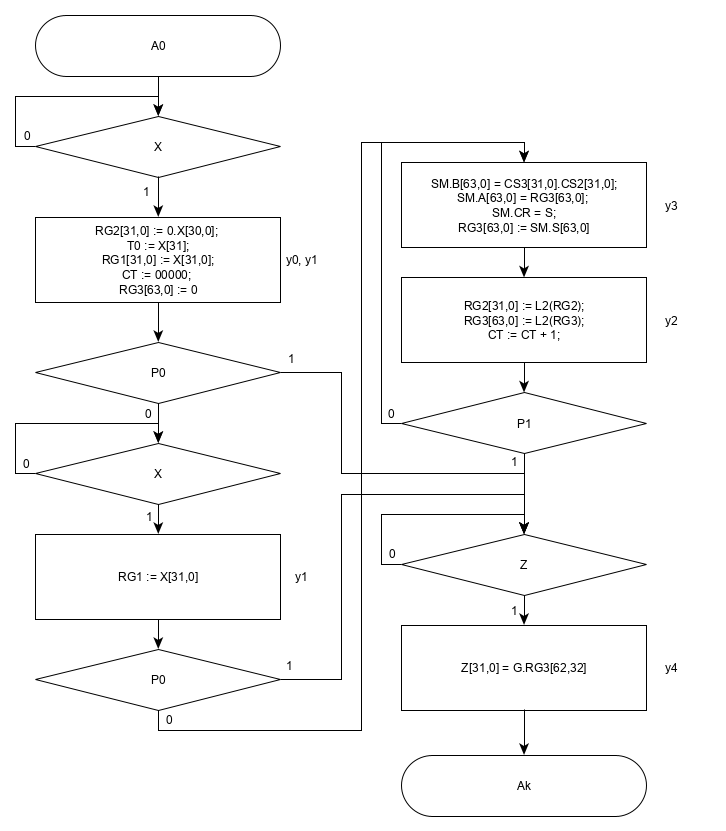 A0
0
X
1
RG2[31,0] := 0.X[30,0];
T0 := X[31];
RG1[31,0] := X[31,0];
CT := 00000;
RG3[63,0] := 0
y0, y1
P0
1
0
0
X
1
RG1 := X[31,0]
y1
P0
1
0
SM.B[63,0] = CS3[31,0].CS2[31,0];
SM.A[63,0] = RG3[63,0];
SM.CR = S;
RG3[63,0] := SM.S[63,0]
y3
RG2[31,0] := L2(RG2);
RG3[63,0] := L2(RG3);
CT := CT + 1;
y2
0
P1
1
0
Z
1
Z[31,0] = G.RG3[62,32]
y4
Ak